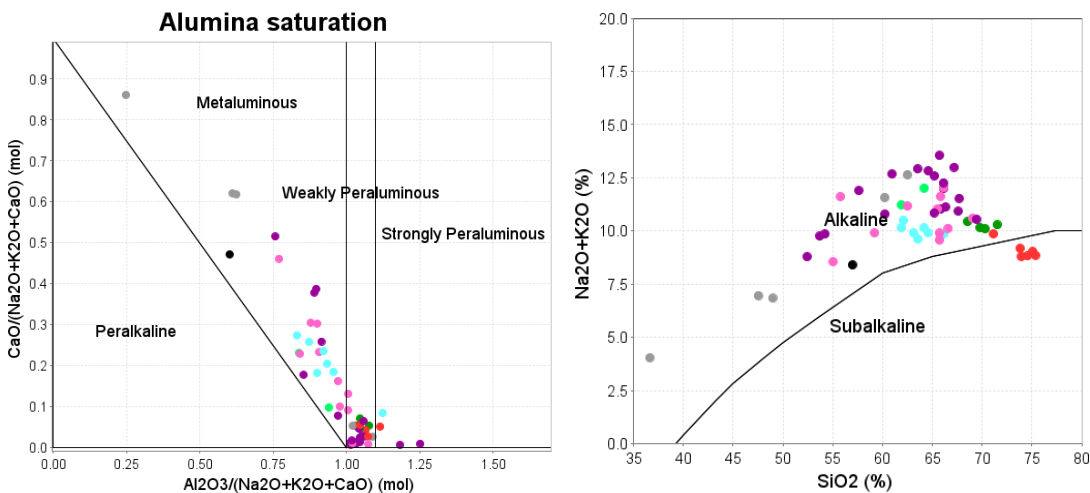 Alumina saturation
CaO/(Na2O+K2O+CaO) (mol)
0.9
0.8
0.7
0.6
0.5
0.4
0.3
0.2
0.1
0.0
Metaluminous
Weakly Peraluminous
Strongly Peraluminous
Peralkaline
0.00 0.25 0.50 0.75 1.00 1.25 1.50
Al2O3/(Na2O+K2O+CaO) (mol)
Na2O+K2O (%)
20.0
17.5
15.0
12.5
10.0
7.5
5.0
2.5
0.0
Alkaline
Subalkaline
35 40 45 50 55 60 65 70 75 80
SiO2 (%)